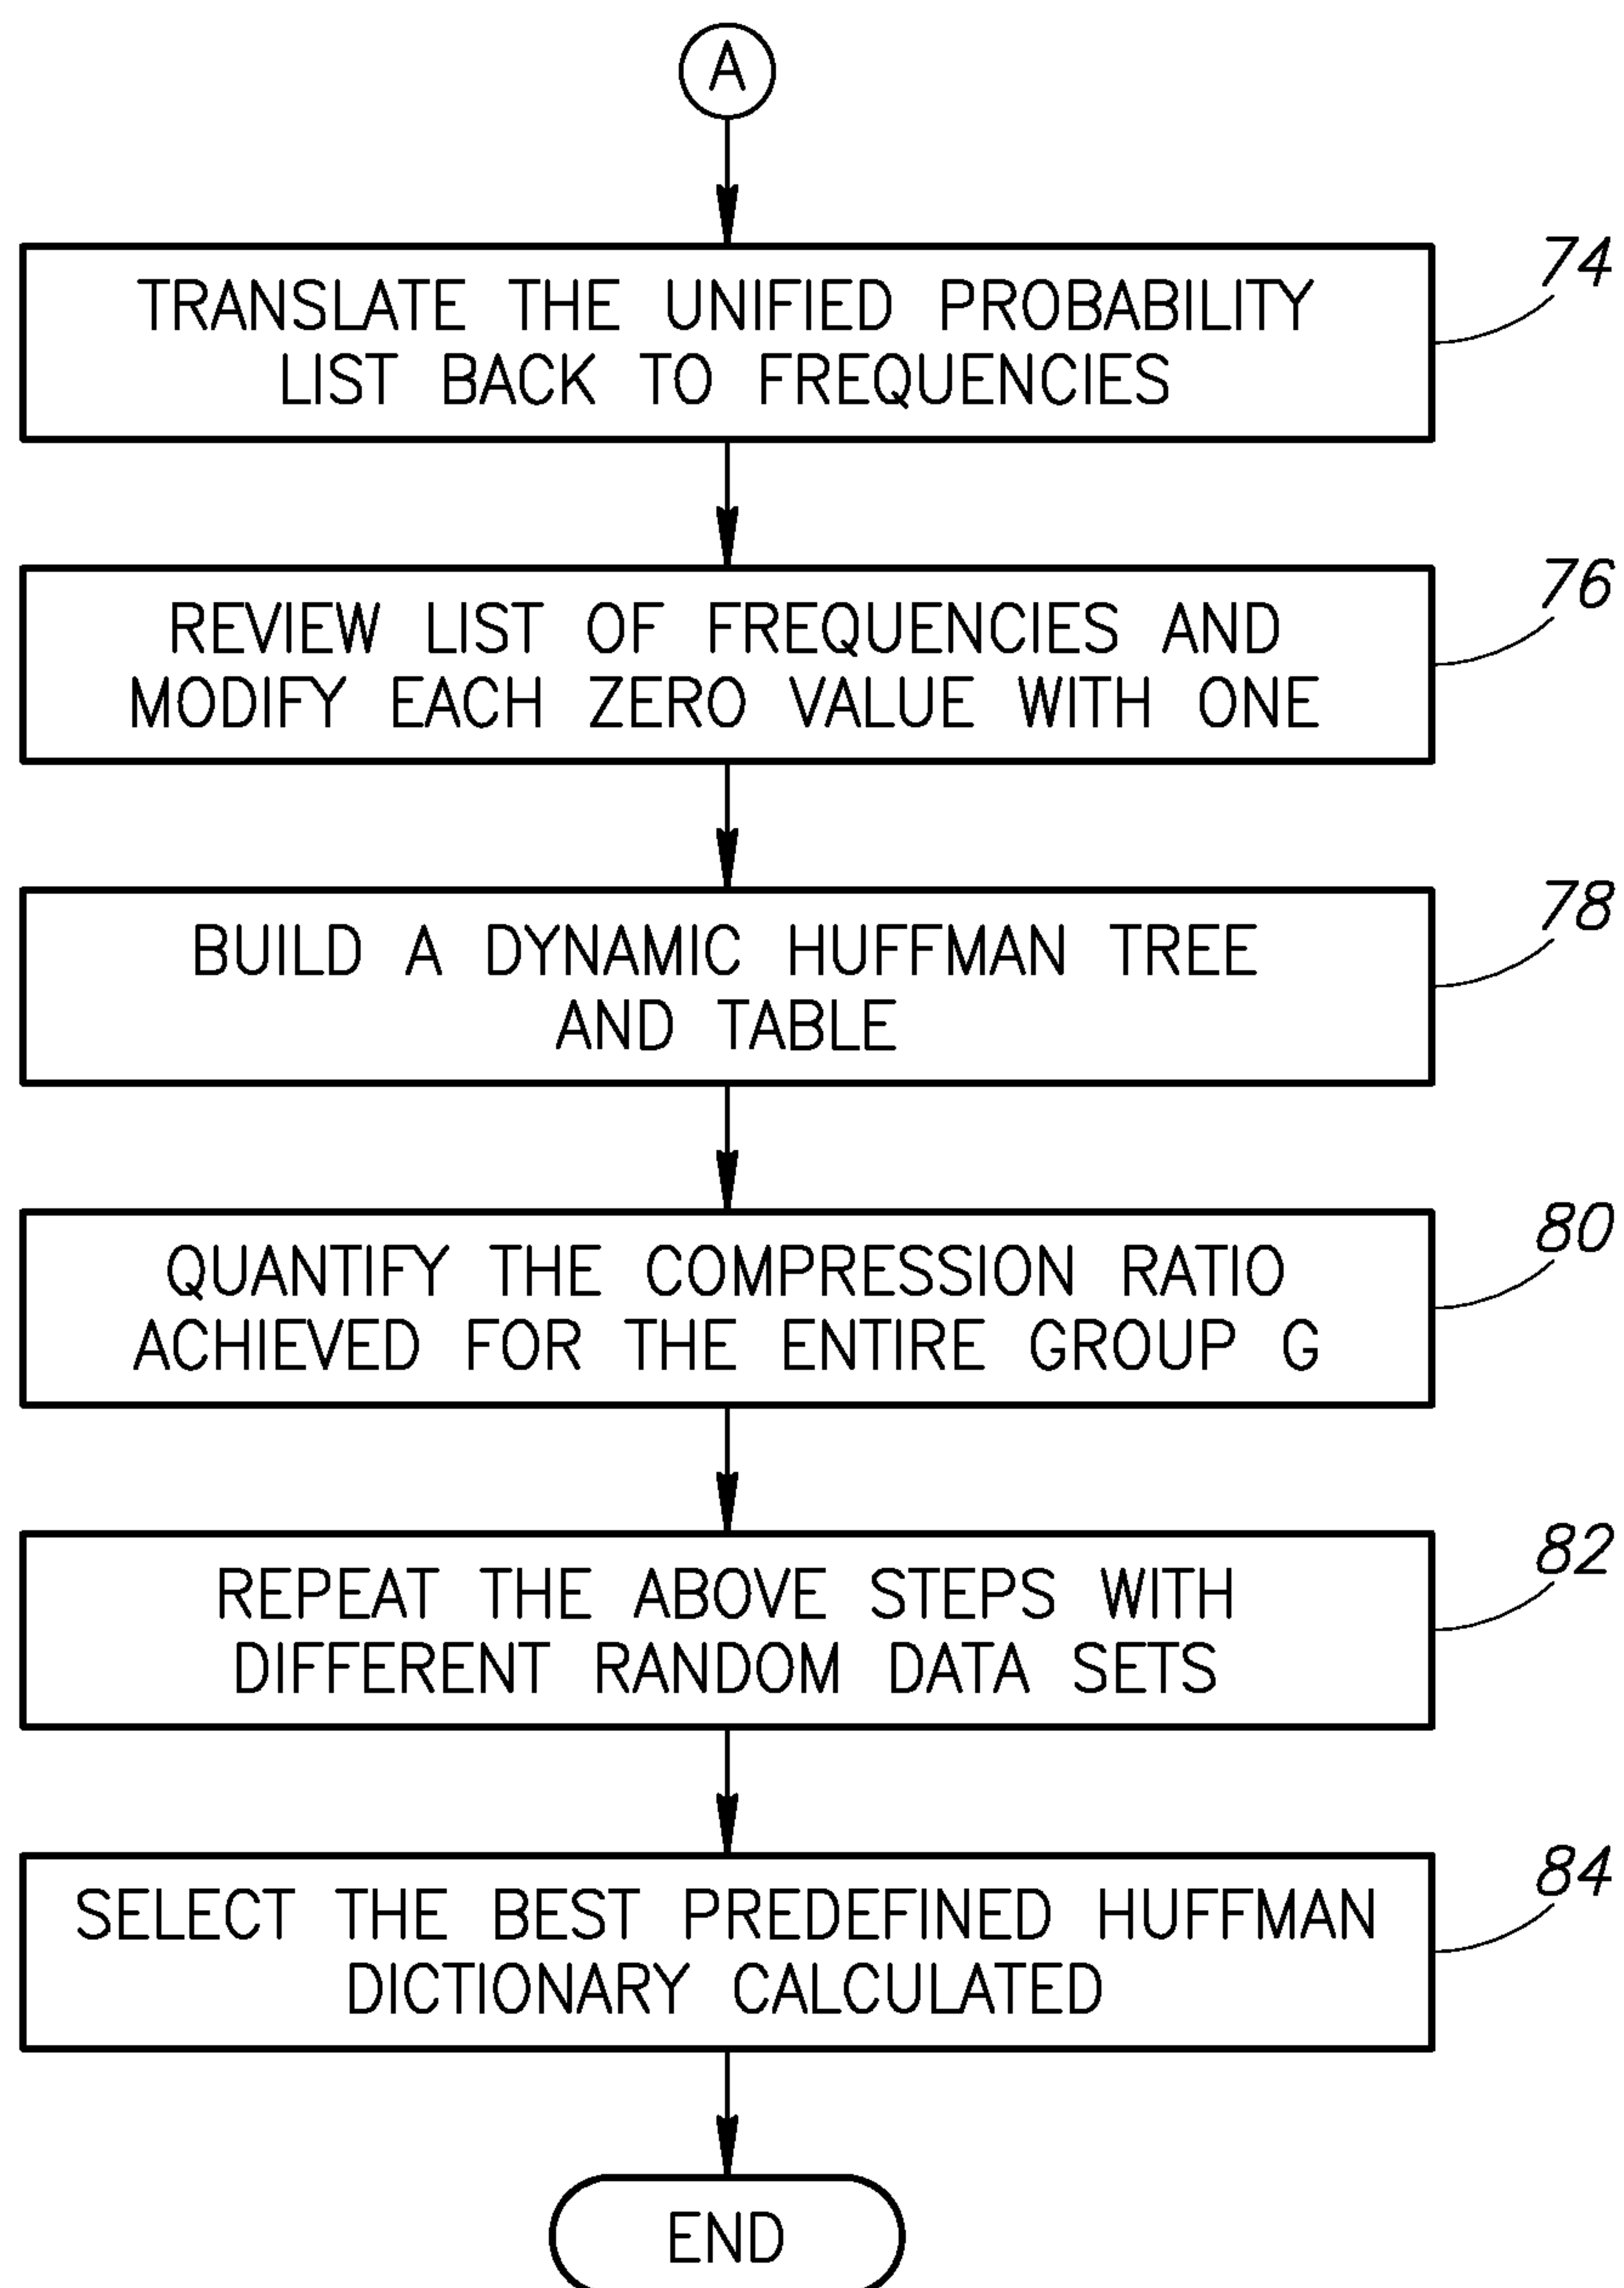 A
74
TRANSLATE THE UNIFIED PROBABILITY
LIST BACK TO FREQUENCIES
76
REVIEW LIST OF FREQUENCIES AND
MODIFY EACH ZERO VALUE WITH ONE
78
BUILD A DYNAMIC HUFFMAN TREE
AND TABLE
80
QUANTIFY THE COMPRESSION RATIO
ACHIEVED FOR THE ENTIRE GROUP G
82
REPEAT THE ABOVE STEPS WITH
DIFFERENT RANDOM DATA SETS
84
SELECT THE BEST PREDEFINED HUFFMAN
DICTIONARY CALCULATED
END